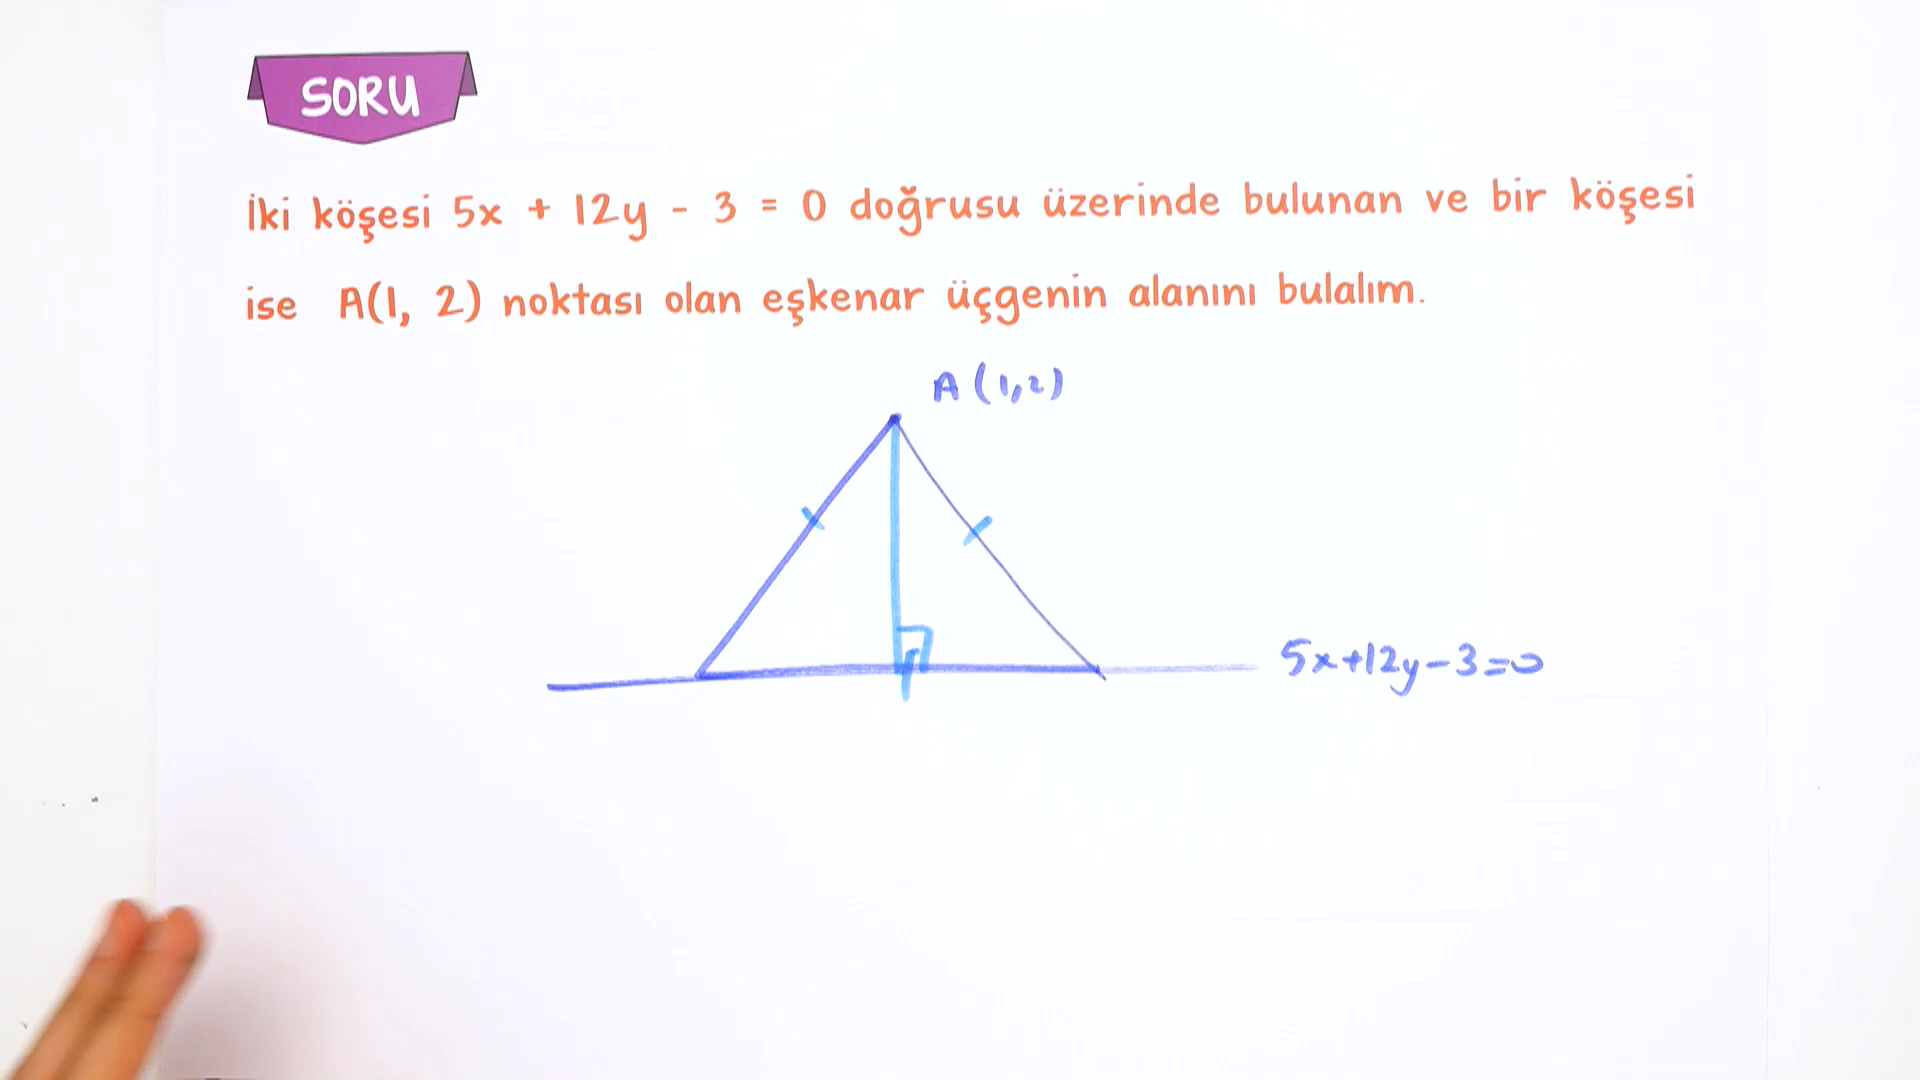 SORU
İki köşesi 5x + 12y - 3 = 0 doğrusu üzerinde bulunan ve bir köşesi
ise A(1, 2) noktası olan eşkenar üçgenin alanını bulalım.
A (1,2)
5x+12y-3=0